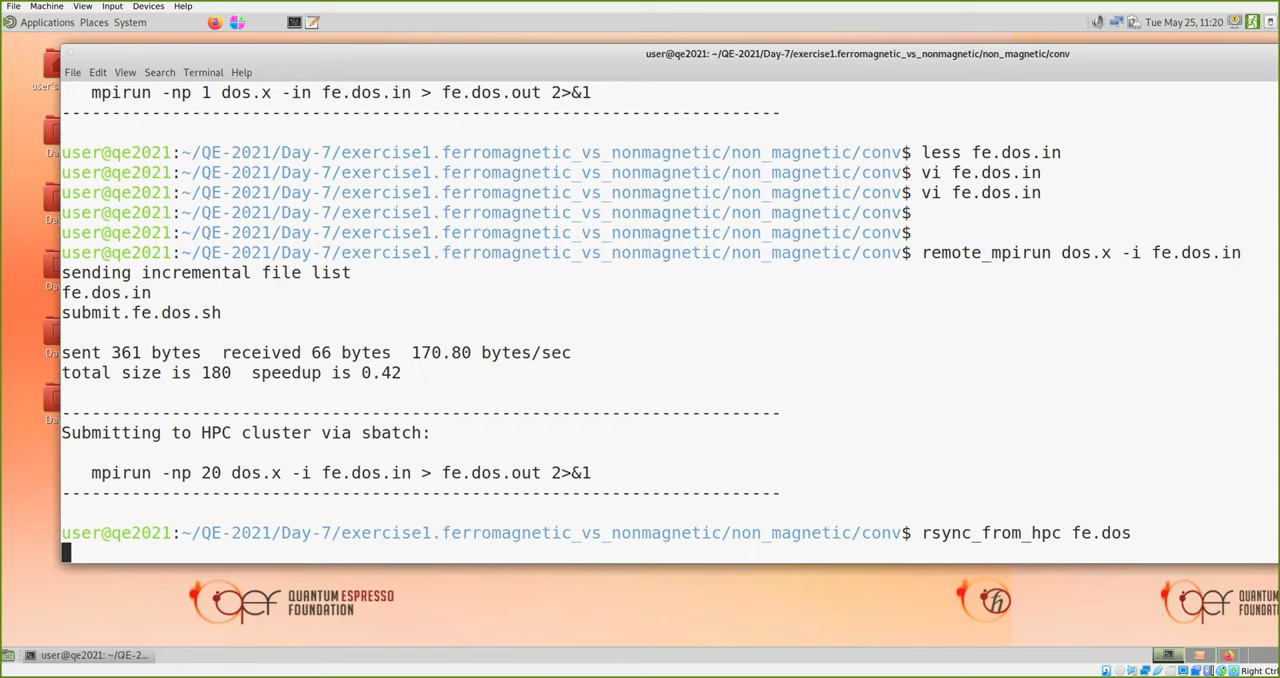 File Machine View Input Devices Help
Applications Places System
Tue May 25, 11:20
user@qe2021: ~/QE-2021/Day-7/exercise1.ferromagnetic_vs_nonmagnetic/non_magnetic/conv
File Edit View Search Terminal Help
user's
mpirun -np 1 dos.x -in fe.dos.in > fe.dos.out 2>&1
------------------------------------------------------------------------
user@qe2021:~/QE-2021/Day-7/exercise1.ferromagnetic_vs_nonmagnetic/non_magnetic/conv$ less fe.dos.in
user@qe2021:~/QE-2021/Day-7/exercise1.ferromagnetic_vs_nonmagnetic/non_magnetic/conv$ vi fe.dos.in
user@qe2021:~/QE-2021/Day-7/exercise1.ferromagnetic_vs_nonmagnetic/non_magnetic/conv$ vi fe.dos.in
user@qe2021:~/QE-2021/Day-7/exercise1.ferromagnetic_vs_nonmagnetic/non_magnetic/conv$
user@qe2021:~/QE-2021/Day-7/exercise1.ferromagnetic_vs_nonmagnetic/non_magnetic/conv$
user@qe2021:~/QE-2021/Day-7/exercise1.ferromagnetic_vs_nonmagnetic/non_magnetic/conv$ remote_mpirun dos.x -i fe.dos.in
sending incremental file list
fe.dos.in
submit.fe.dos.sh
sent 361 bytes  received 66 bytes  170.80 bytes/sec
total size is 180  speedup is 0.42
------------------------------------------------------------------------
Submitting to HPC cluster via sbatch:
mpirun -np 20 dos.x -i fe.dos.in > fe.dos.out 2>&1
------------------------------------------------------------------------
user@qe2021:~/QE-2021/Day-7/exercise1.ferromagnetic_vs_nonmagnetic/non_magnetic/conv$ rsync_from_hpc fe.dos
QUANTUM ESPRESSO
FOUNDATION
QUANTUM
FOUNDA
user@qe2021: ~/QE-2...
Right Ctrl